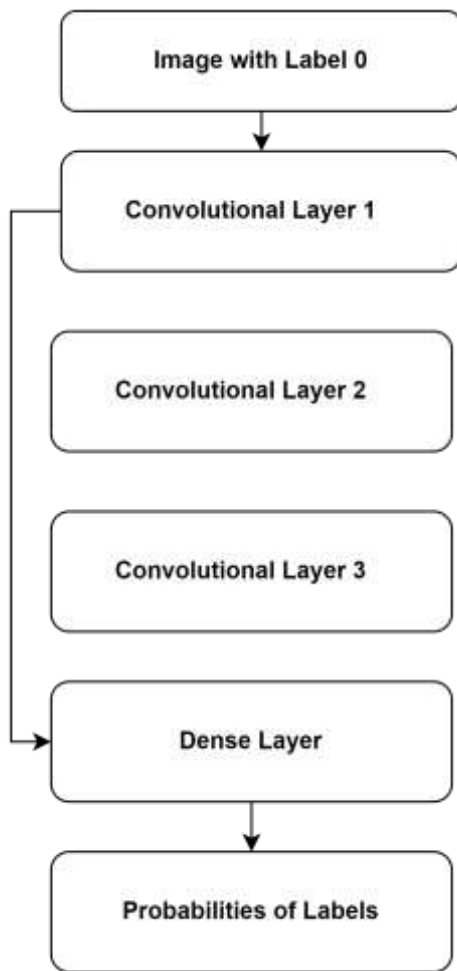 Image with Label 0
Convolutional Layer 1
Convolutional Layer 2
Convolutional Layer 3
Dense Layer
Probabilities of Labels